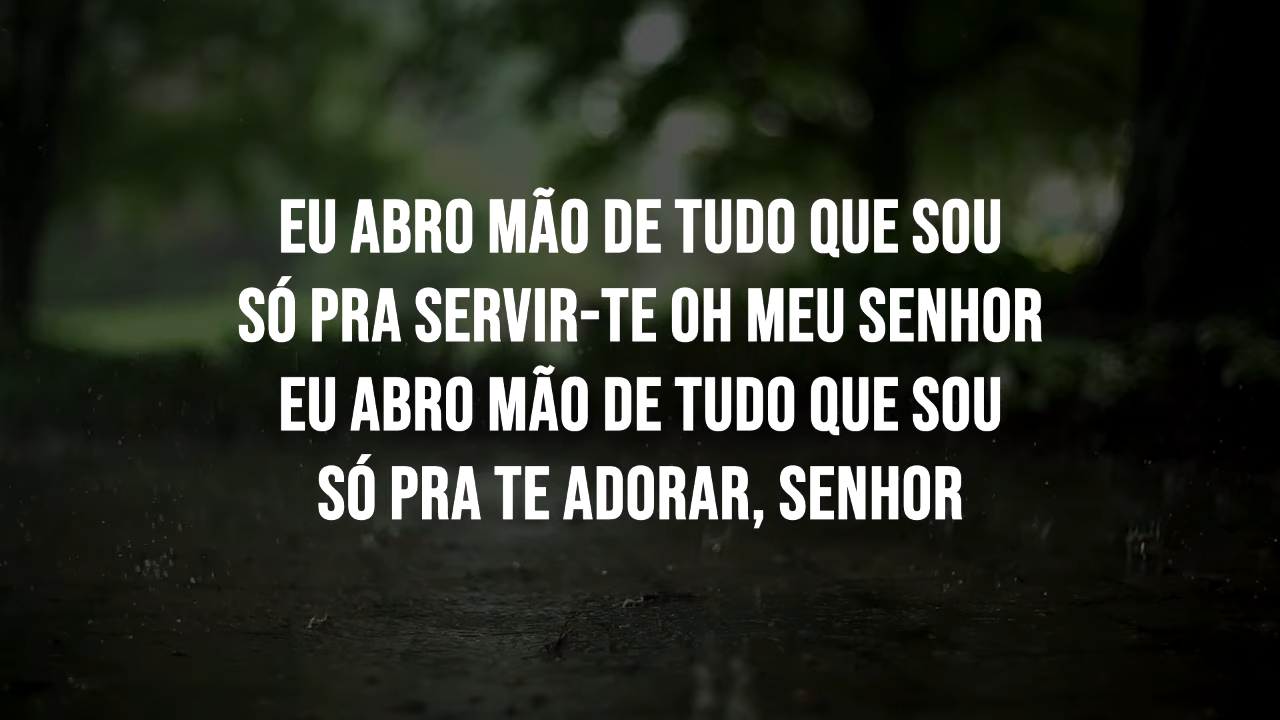 EU ABRO MÃO DE TUDO QUE SOU
SÓ PRA SERVIR-TE OH MEU SENHOR
EU ABRO MÃO DE TUDO QUE SOU
SÓ PRA TE ADORAR, SENHOR